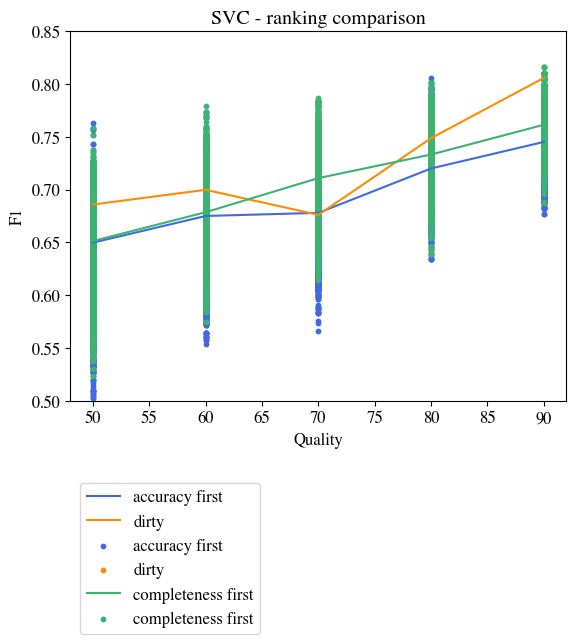 SVC - ranking comparison
0.85
0.80
0.75
0.70
0.65
0.60
0.55
0.50
F1
50 55 60 65 70 75 80 85 90
Quality
accuracy first
dirty
accuracy first
dirty
completeness first
completeness first